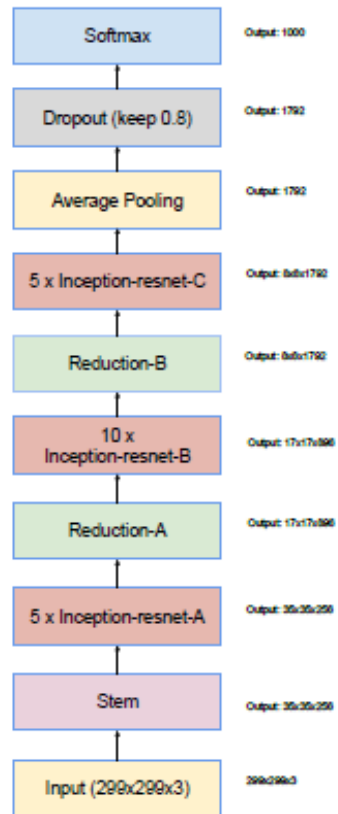 Softmax
Output: 1000
Dropout (keep 0.8)
Output: 1792
Average Pooling
Output: 1792
5 x Inception-resnet-C
Output: 8x8x1792
Reduction-B
Output: 8x8x1792
10 x
Inception-resnet-B
Output: 17x17x896
Reduction-A
Output: 17x17x896
5 x Inception-resnet-A
Output: 35x35x256
Stem
Output: 35x35x256
Input (299x299x3)
299x299x3